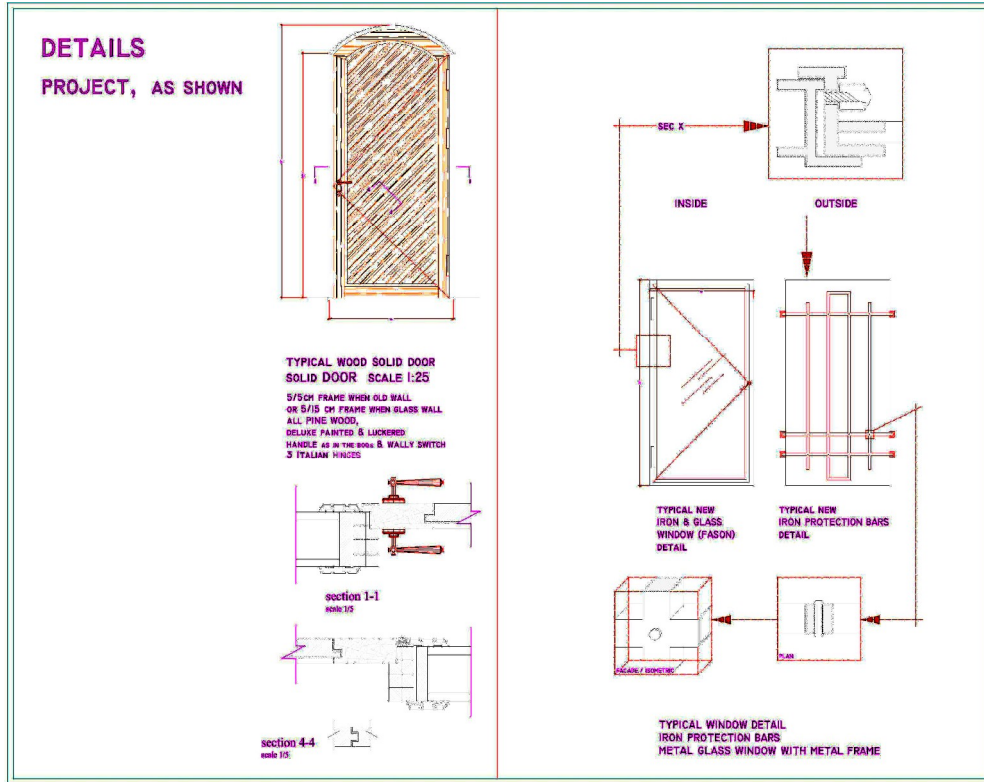 DETAILS
PROJECT, AS SHOWN
TYPICAL WOOD SOLID DOOR
SOLID DOOR SCALE 1:25
5/5CM FRAME WHEN OLD WALL
OR 5/15 CM FRAME WHEN GLASS WALL
ALL PINE WOOD,
DELUXE PAINTED & LUCKERED
HANDLE AS IN THE BOOK & WALLY SWITCH
3 ITALIAN HINGES
section 1-1
scale 1/5
section 4-4
scale 1/5
SEC X
INSIDE
OUTSIDE
TYPICAL NEW
IRON & GLASS
WINDOW (FASON)
DETAIL
TYPICAL NEW
IRON PROTECTION BARS
DETAIL
FACADE / ISOMETRIC
PLAN
TYPICAL WINDOW DETAIL
IRON PROTECTION BARS
METAL GLASS WINDOW WITH METAL FRAME